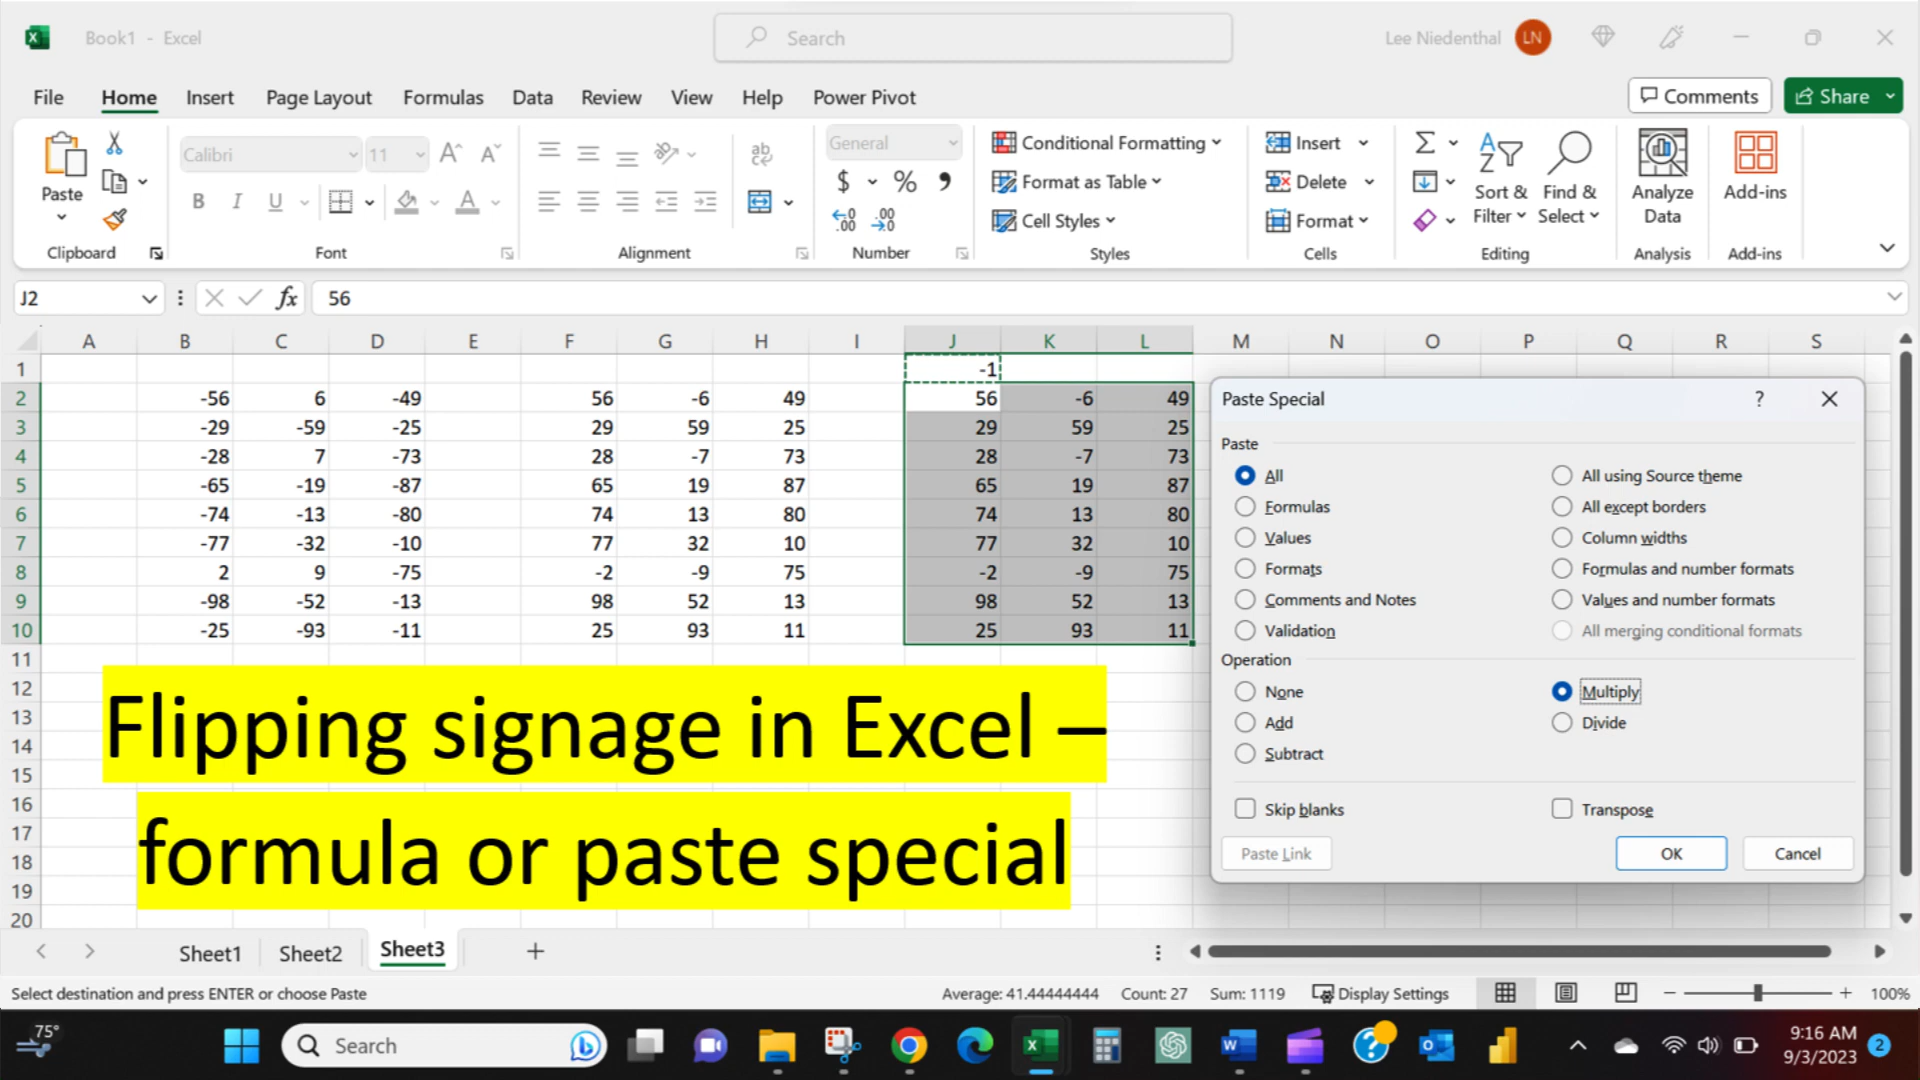 Book1 - Excel
Search
Lee Niedenthal LN
File Home Insert Page Layout Formulas Data Review View Help Power Pivot
Comments Share
Paste
Calibri 11
B I U A
General
$ % ,
Conditional Formatting
Format as Table
Cell Styles
Insert
Delete
Format
Sort & Filter
Find & Select
Analyze Data
Add-ins
Clipboard Font Alignment Number Styles Cells Editing Analysis Add-ins
J2 fx 56
A B C D E F G H I J K L M N O P Q R S
1 -1
2 -56 6 -49 56 -6 49 56 -6 49
3 -29 -59 -25 29 59 25 29 59 25
4 -28 7 -73 28 -7 73 28 -7 73
5 -65 -19 -87 65 19 87 65 19 87
6 -74 -13 -80 74 13 80 74 13 80
7 -77 -32 -10 77 32 10 77 32 10
8 2 9 -75 -2 -9 75 -2 -9 75
9 -98 -52 -13 98 52 13 98 52 13
10 -25 -93 -11 25 93 11 25 93 11
11
12
13
14
15
16
17
18
19
20
Flipping signage in Excel –
formula or paste special
Paste Special ?
Paste
All All using Source theme
Formulas All except borders
Values Column widths
Formats Formulas and number formats
Comments and Notes Values and number formats
Validation All merging conditional formats
Operation
None Multiply
Add Divide
Subtract
Skip blanks Transpose
Paste Link OK Cancel
Sheet1 Sheet2 Sheet3 +
Select destination and press ENTER or choose Paste Average: 41.44444444 Count: 27 Sum: 1119 Display Settings 100%
75°
Search
9:16 AM
9/3/2023
2